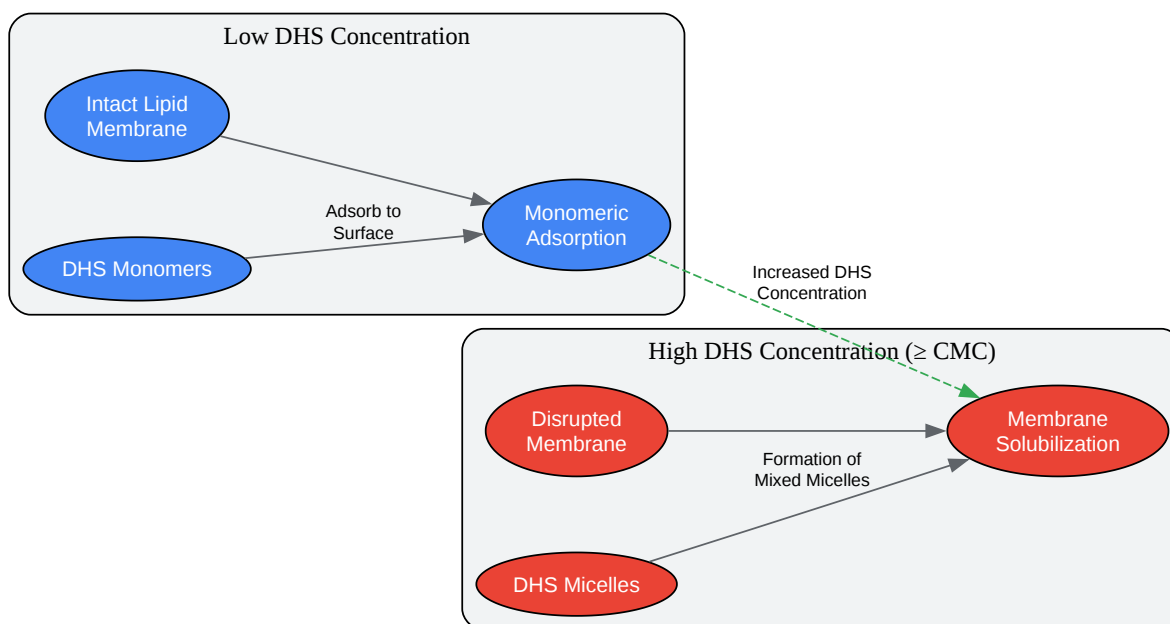 Low DHS Concentration
Intact Lipid
Membrane
Adsorb to
Surface
Monomeric
Adsorption
DHS Monomers
Increased DHS
Concentration
High DHS Concentration (≥ CMC)
Disrupted
Membrane
Membrane
Solubilization
Formation of
Mixed Micelles
DHS Micelles